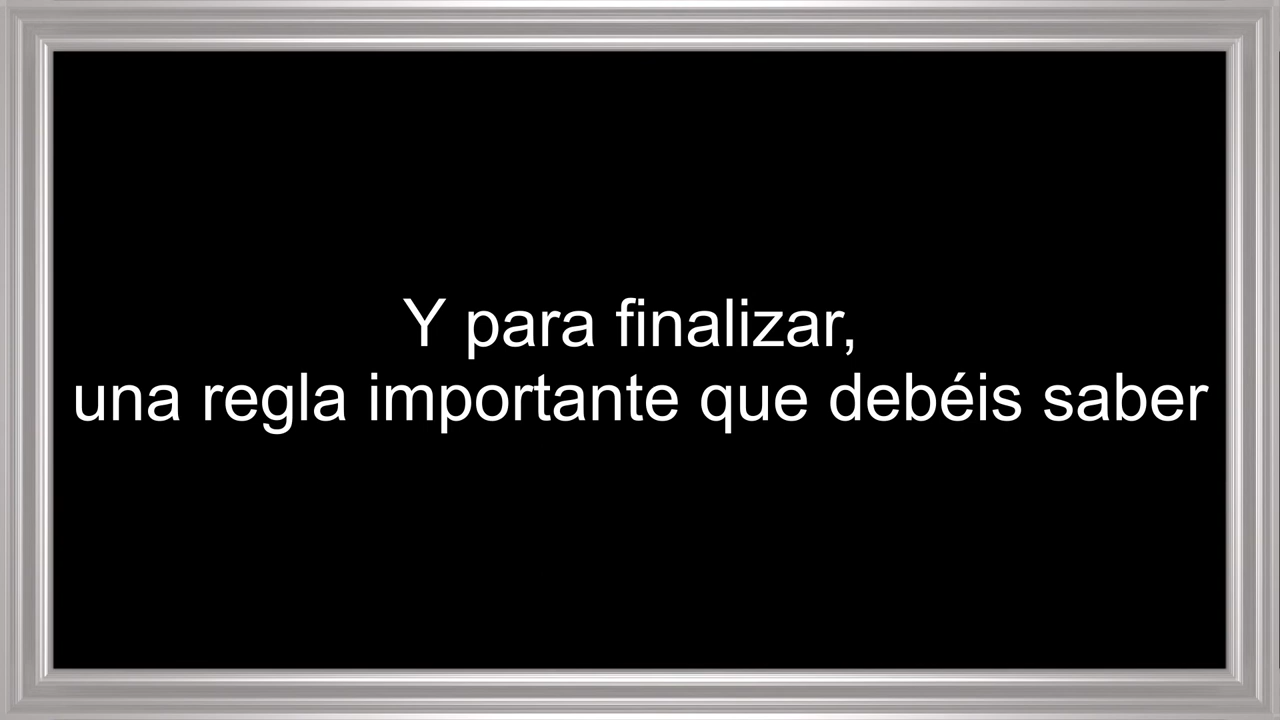 Y para finalizar,
una regla importante que debéis saber